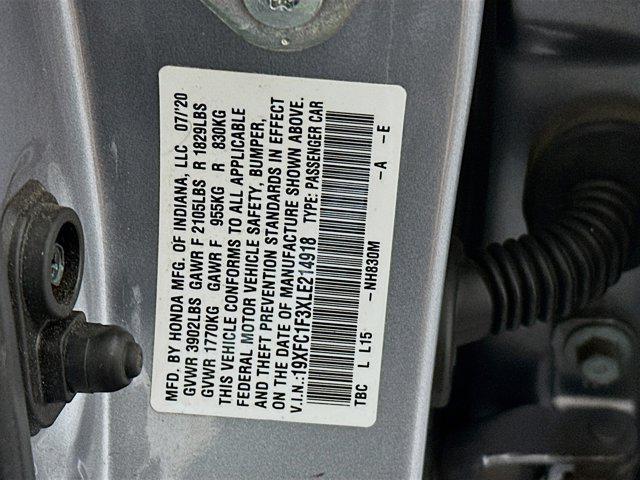 MFD. BY HONDA MFG. OF INDIANA, LLC 07/'20
GVWR 3902LBS GAWR F 2105LBS R 1829LBS
GVWR 1770KG GAWR F 955KG R 830KG
THIS VEHICLE CONFORMS TO ALL APPLICABLE
FEDERAL MOTOR VEHICLE SAFETY, BUMPER,
AND THEFT PREVENTION STANDARDS IN EFFECT
ON THE DATE OF MANUFACTURE SHOWN ABOVE.
V.I.N.:19XFC1F3XLE214918 TYPE: PASSENGER CAR
TBC L L15 -NH830M -A -E